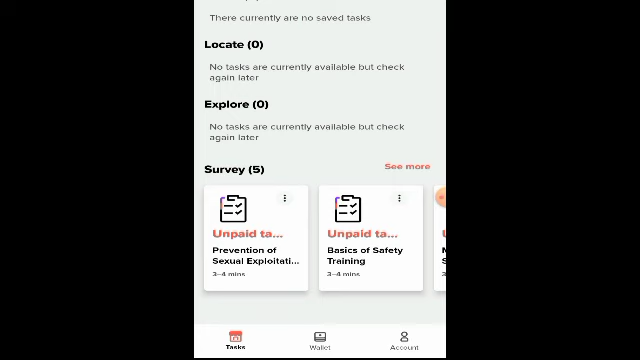 There currently are no saved tasks
Locate (0)
No tasks are currently available but check
again later
Explore (0)
No tasks are currently available but check
again later
Survey (5)
See more
Unpaid ta...
Prevention of
Sexual Exploitati...
3–4 mins
Unpaid ta...
Basics of Safety
Training
3–4 mins
Tasks
Wallet
Account